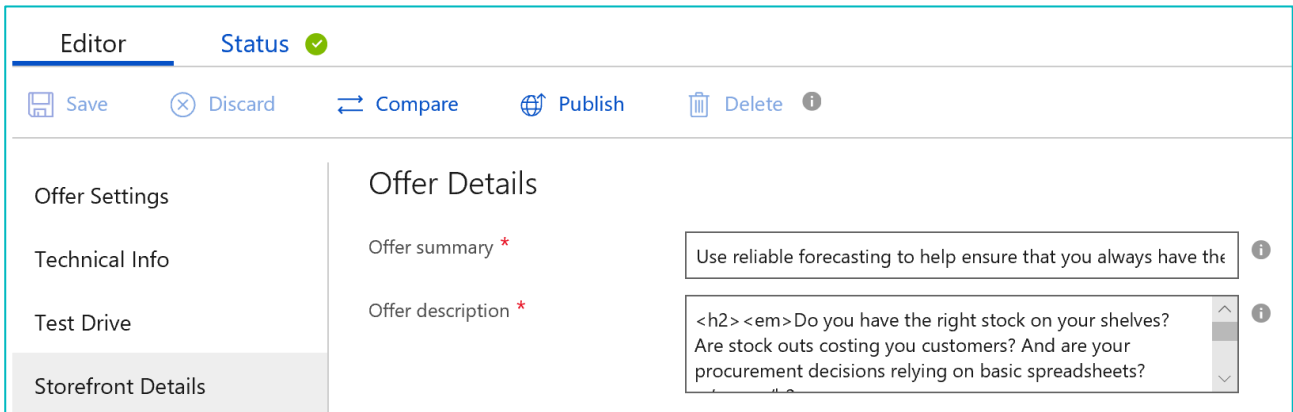 Editor Status
Save Discard Compare Publish Delete
Offer Settings
Technical Info
Test Drive
Storefront Details
Offer Details
Offer summary *
Use reliable forecasting to help ensure that you always have the
Offer description *
<h2><em>Do you have the right stock on your shelves?
Are stock outs costing you customers? And are your
procurement decisions relying on basic spreadsheets?